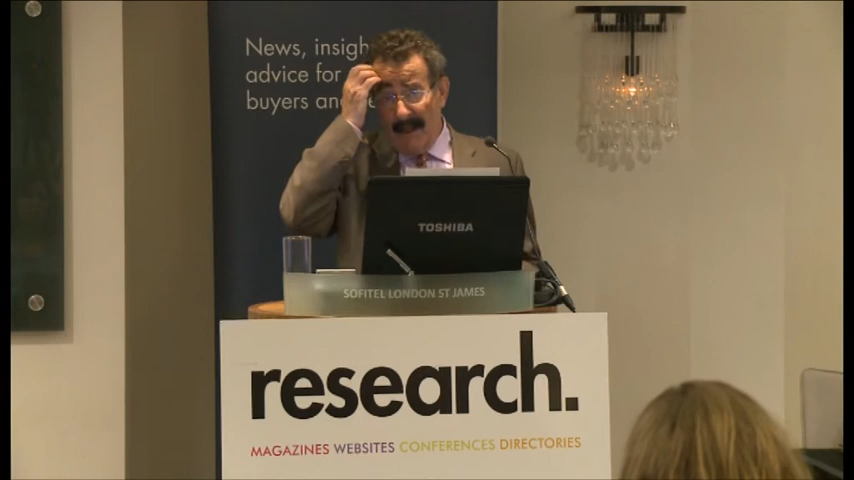 News, insigh
advice for
buyers and
TOSHIBA
SOFITEL LONDON ST JAMES
research.
MAGAZINES WEBSITES CONFERENCES DIRECTORIES